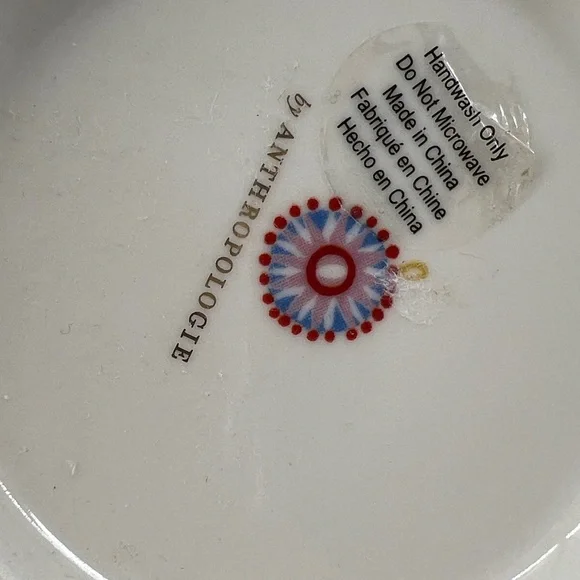 by ANTHROPOLOGIE
Handwash Only
Do Not Microwave
Made in China
Fabriqué en Chine
Hecho en China